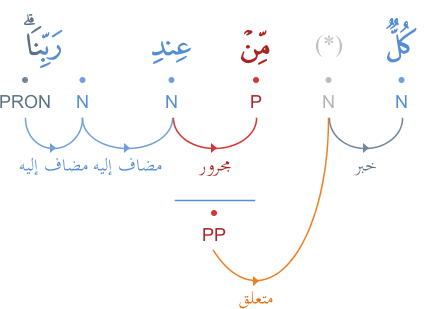 كُلٌّ (*) مِّنْ عِندِ رَبِّنَاۗ
N N P N N PRON
خبر مجرور مضاف إليه مضاف إليه
PP
متعلق